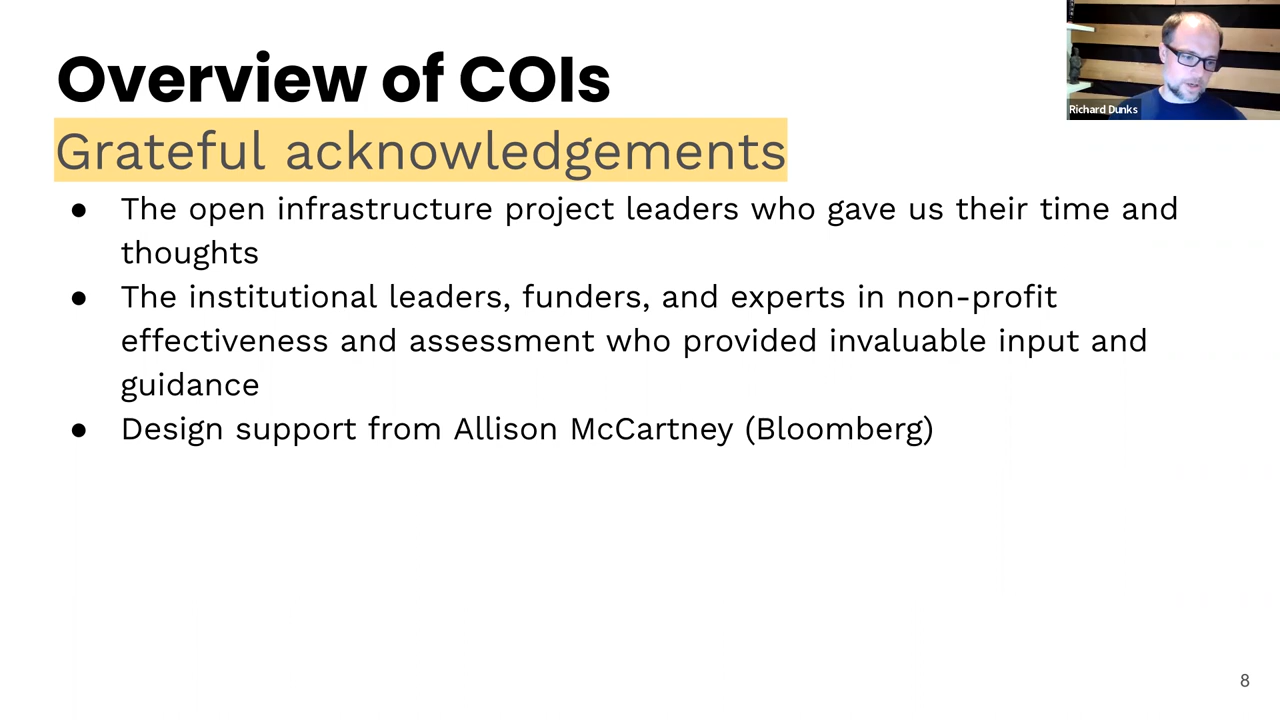 Overview of COIs
Grateful acknowledgements
● The open infrastructure project leaders who gave us their time and
thoughts
● The institutional leaders, funders, and experts in non-profit
effectiveness and assessment who provided invaluable input and
guidance
● Design support from Allison McCartney (Bloomberg)
Richard Dunks
8